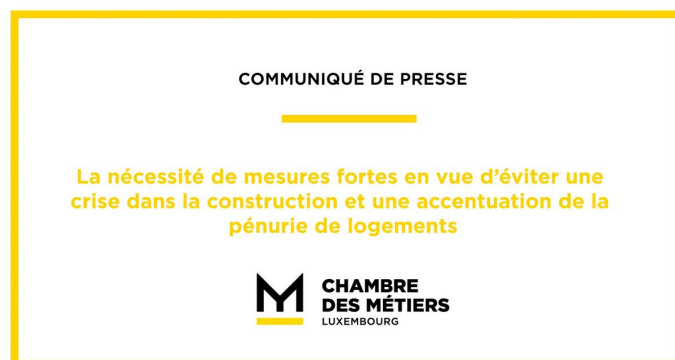 COMMUNIQUÉ DE PRESSE
La nécessité de mesures fortes en vue d’éviter une
crise dans la construction et une accentuation de la
pénurie de logements
CHAMBRE
DES MÉTIERS
LUXEMBOURG